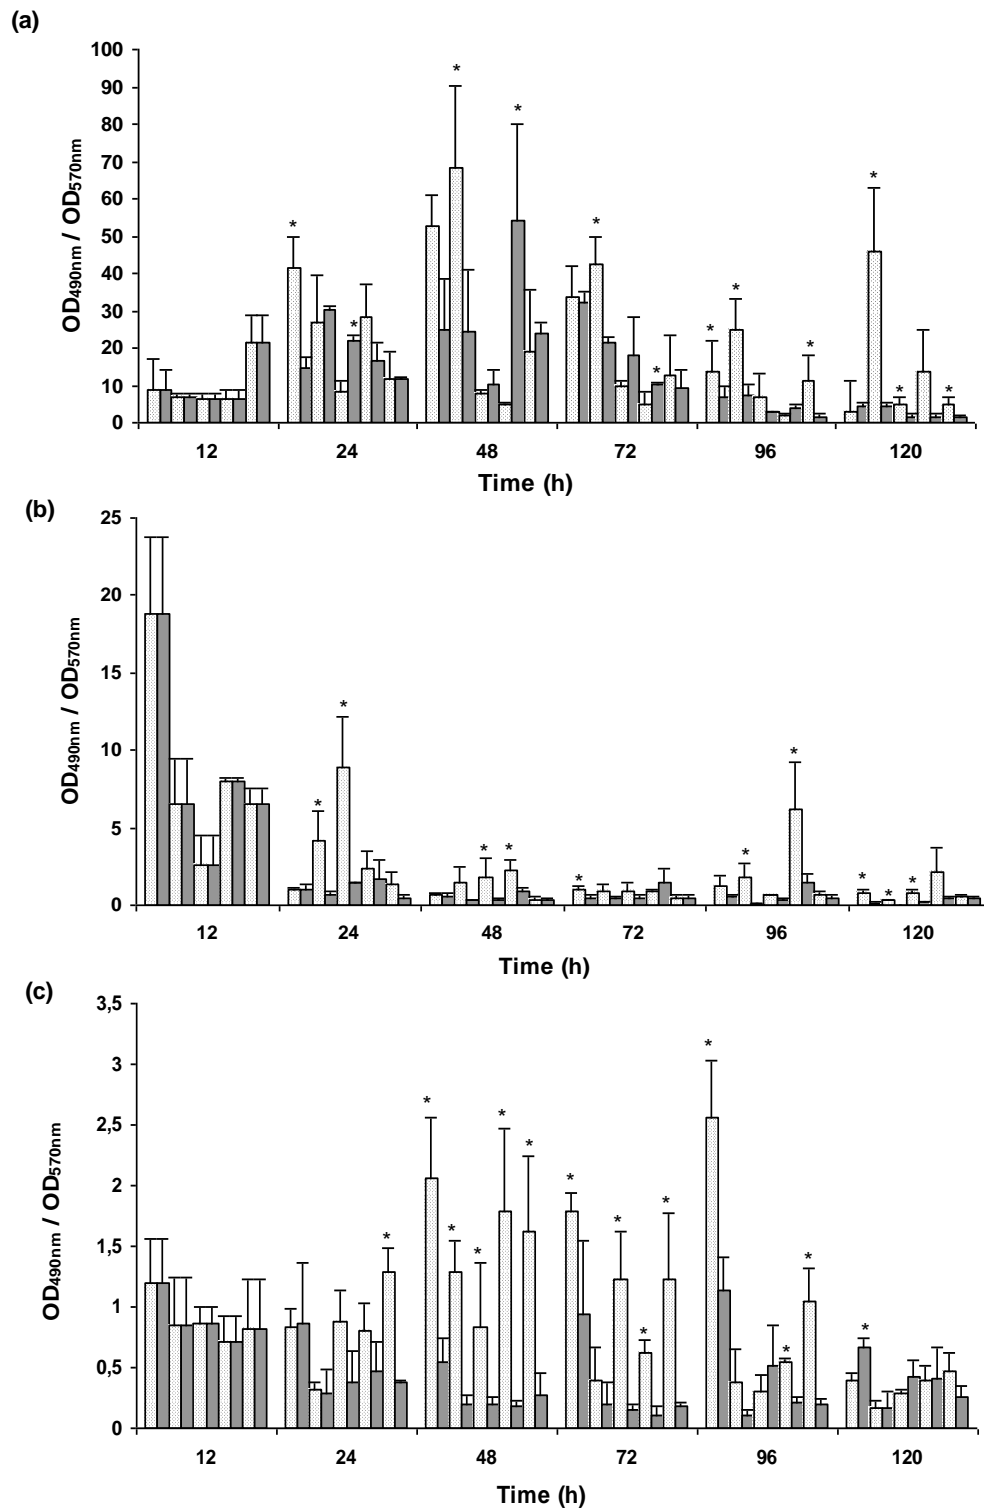 (a)
100
90
80
70
60
50
40
30
20
10
0
OD490nm / OD570nm
* * * * * * * * * * * * *
12 24 48 72 96 120
Time (h)
(b)
25
20
15
10
5
0
OD490nm / OD570nm
* * * * * * * * * *
12 24 48 72 96 120
Time (h)
(c)
3,5
3
2,5
2
1,5
1
0,5
0
OD490nm / OD570nm
* * * * * * * * * * * * * *
12 24 48 72 96 120
Time (h)